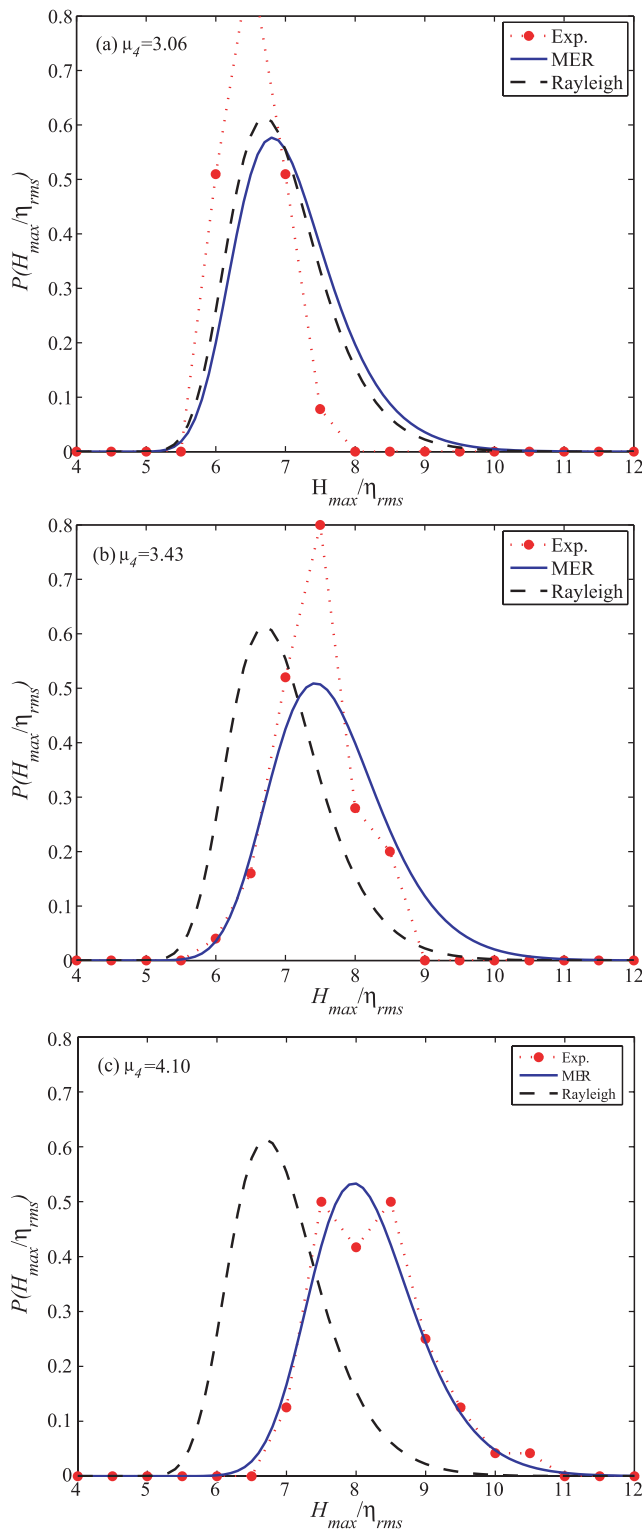 (a) μ4=3.06
Exp.
MER
Rayleigh
P(Hmax/ηrms)
0.8
0.7
0.6
0.5
0.4
0.3
0.2
0.1
0
4 5 6 7 8 9 10 11 12
Hmax/ηrms
(b) μ4=3.43
Exp.
MER
Rayleigh
P(Hmax/ηrms)
0.8
0.7
0.6
0.5
0.4
0.3
0.2
0.1
0
4 5 6 7 8 9 10 11 12
Hmax/ηrms
(c) μ4=4.10
Exp.
MER
Rayleigh
P(Hmax/ηrms)
0.8
0.7
0.6
0.5
0.4
0.3
0.2
0.1
0
4 5 6 7 8 9 10 11 12
Hmax/ηrms